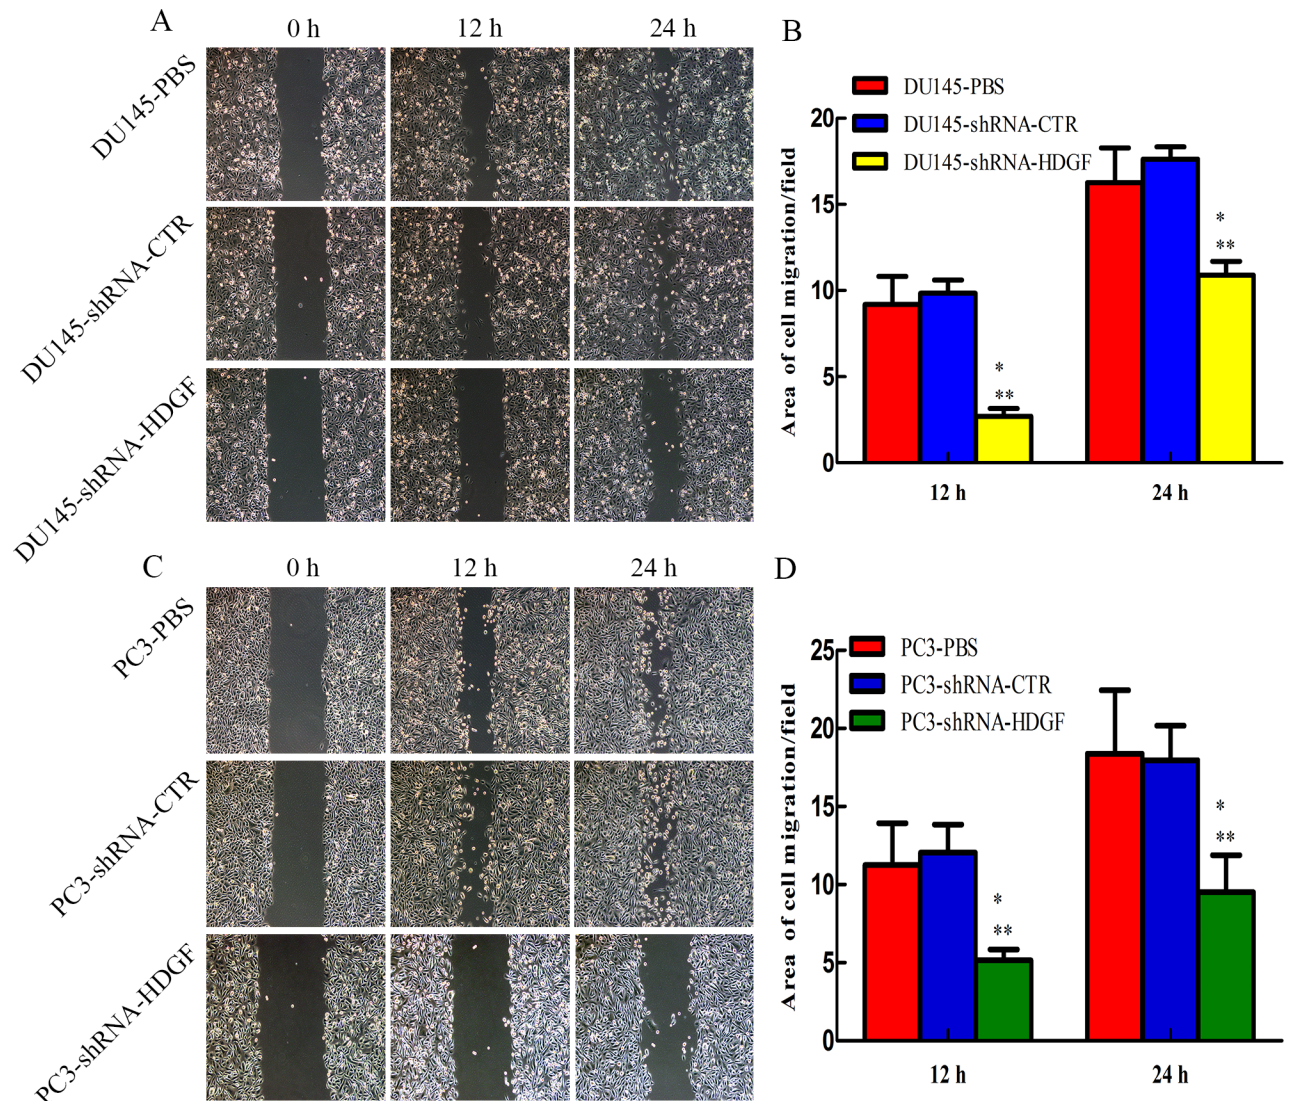 A
0 h
12 h
24 h
DU145-PBS
DU145-shRNA-CTR
DU145-shRNA-HDGF
B
DU145-PBS
DU145-shRNA-CTR
DU145-shRNA-HDGF
Area of cell migration/field
20
15
10
5
0
*
**
*
**
12 h
24 h
C
0 h
12 h
24 h
PC3-PBS
PC3-shRNA-CTR
PC3-shRNA-HDGF
D
PC3-PBS
PC3-shRNA-CTR
PC3-shRNA-HDGF
Area of cell migration/field
25
20
15
10
5
0
*
**
*
**
12 h
24 h